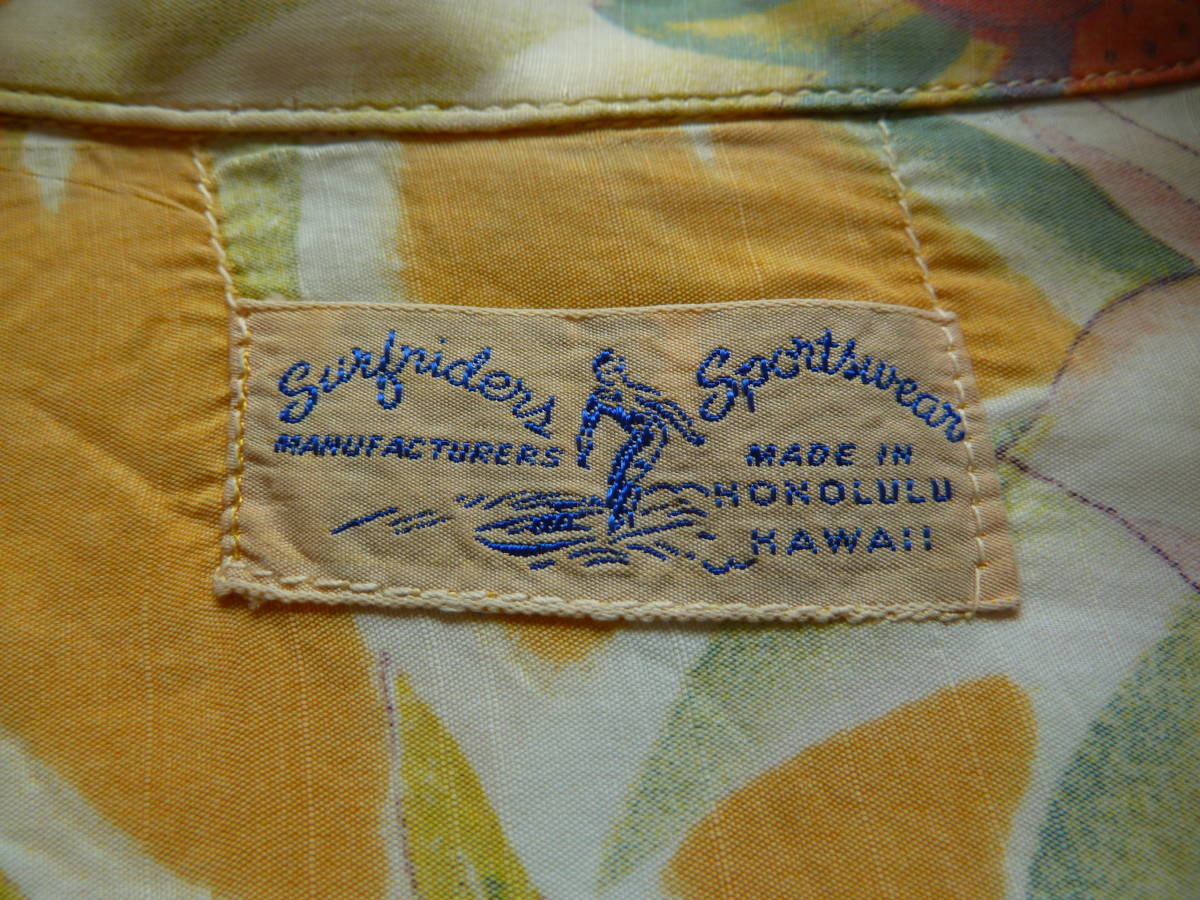 Surfriders Sportswear
MANUFACTURERS
MADE IN
HONOLULU
HAWAII